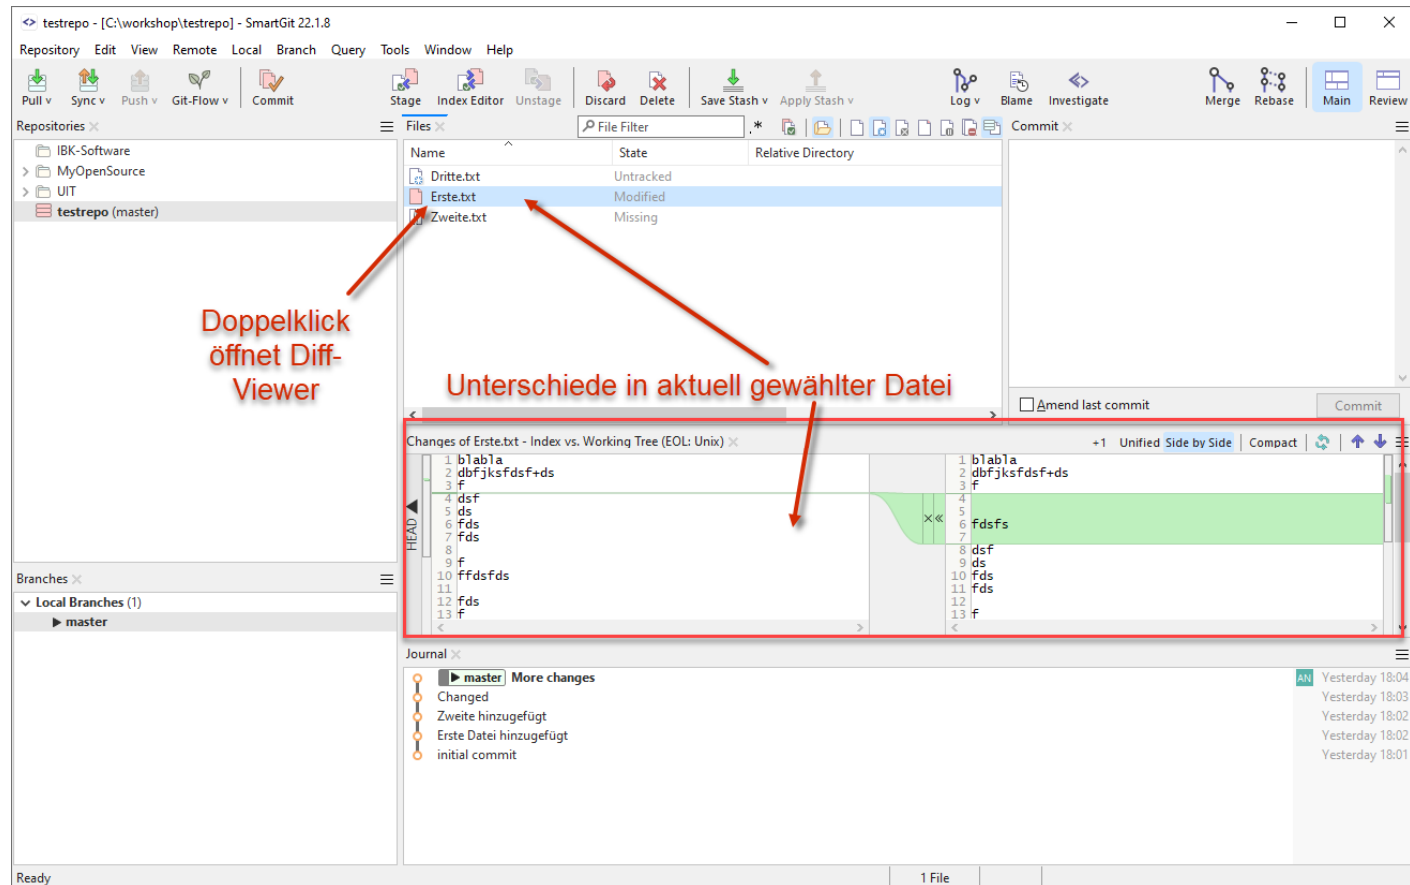 testrepo - [C:\workshop\testrepo] - SmartGit 22.1.8
Repository Edit View Remote Local Branch Query Tools Window Help
Pull Sync Push Git-Flow Commit Stage Index Editor Unstage Discard Delete Save Stash Apply Stash Log Blame Investigate Merge Rebase Main Review
Repositories
IBK-Software
MyOpenSource
UIT
testrepo (master)
Files File Filter .*
Name State Relative Directory
Dritte.txt Untracked
Erste.txt Modified
Zweite.txt Missing
Commit
Amend last commit Commit
Doppelklick
öffnet Diff-
Viewer
Unterschiede in aktuell gewählter Datei
Changes of Erste.txt - Index vs. Working Tree (EOL: Unix) +1 Unified Side by Side Compact
HEAD
1 blabla
2 dbfjksfdsf+ds
3 f
4 dsf
5 ds
6 fds
7 fds
8
9 f
10 ffdsfds
11
12 fds
13 f
1 blabla
2 dbfjksfdsf+ds
3 f
4
5
6 fdsfs
7
8 dsf
9 ds
10 fds
11 fds
12
13 f
Branches
Local Branches (1)
master
Journal
master More changes AN Yesterday 18:04
Changed Yesterday 18:03
Zweite hinzugefügt Yesterday 18:02
Erste Datei hinzugefügt Yesterday 18:02
initial commit Yesterday 18:01
Ready 1 File